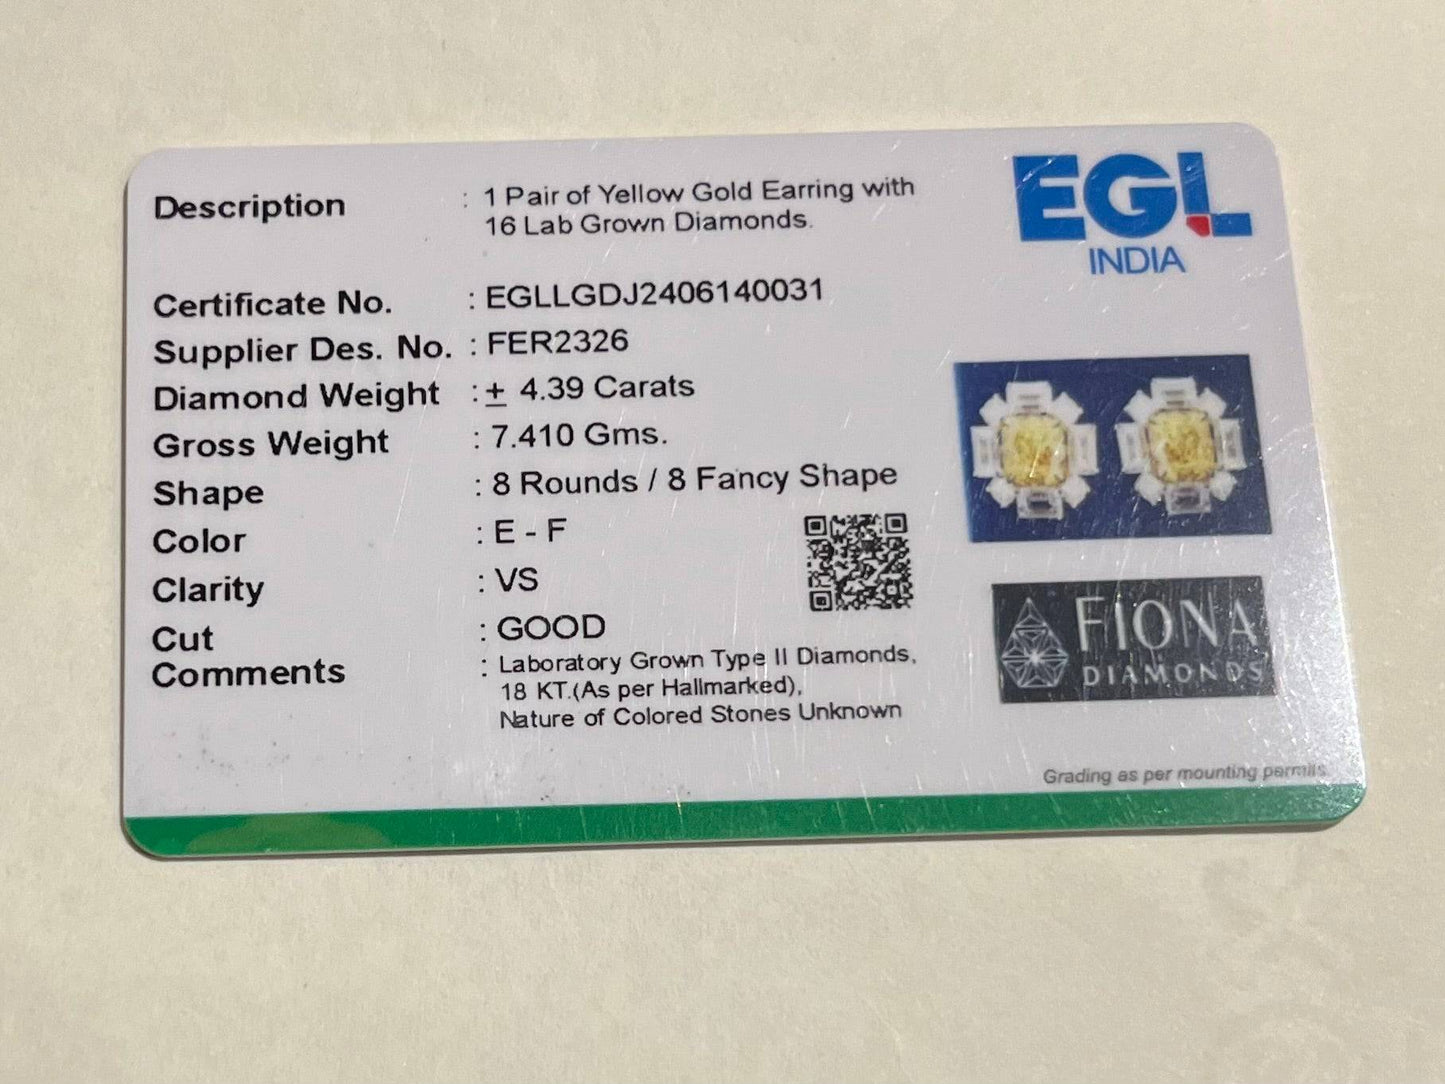 EGL
INDIA
Description : 1 Pair of Yellow Gold Earring with
16 Lab Grown Diamonds.
Certificate No. : EGLLGDJ2406140031
Supplier Des. No. : FER2326
Diamond Weight : ± 4.39 Carats
Gross Weight : 7.410 Gms.
Shape : 8 Rounds / 8 Fancy Shape
Color : E - F
Clarity : VS
Cut : GOOD
Comments : Laboratory Grown Type II Diamonds,
18 KT.(As per Hallmarked),
Nature of Colored Stones Unknown
FIONA
DIAMONDS
Grading as per mounting permits.